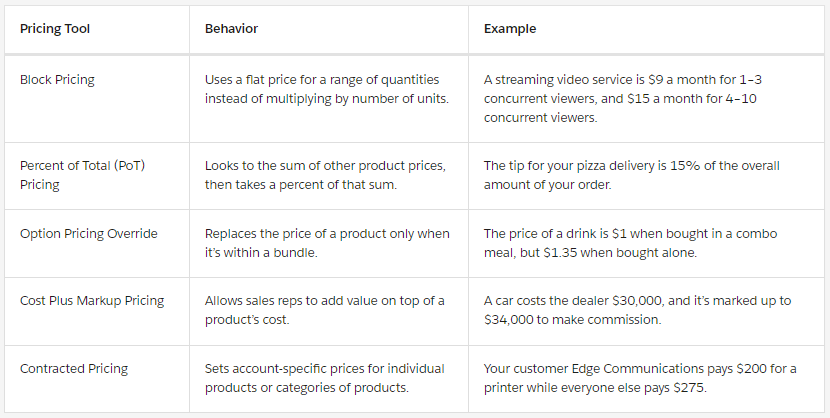 Pricing Tool
Behavior
Example
Block Pricing
Uses a flat price for a range of quantities
instead of multiplying by number of units.
A streaming video service is $9 a month for 1–3
concurrent viewers, and $15 a month for 4–10
concurrent viewers.
Percent of Total (PoT)
Pricing
Looks to the sum of other product prices,
then takes a percent of that sum.
The tip for your pizza delivery is 15% of the overall
amount of your order.
Option Pricing Override
Replaces the price of a product only when
it's within a bundle.
The price of a drink is $1 when bought in a combo
meal, but $1.35 when bought alone.
Cost Plus Markup Pricing
Allows sales reps to add value on top of a
product's cost.
A car costs the dealer $30,000, and it's marked up to
$34,000 to make commission.
Contracted Pricing
Sets account-specific prices for individual
products or categories of products.
Your customer Edge Communications pays $200 for a
printer while everyone else pays $275.